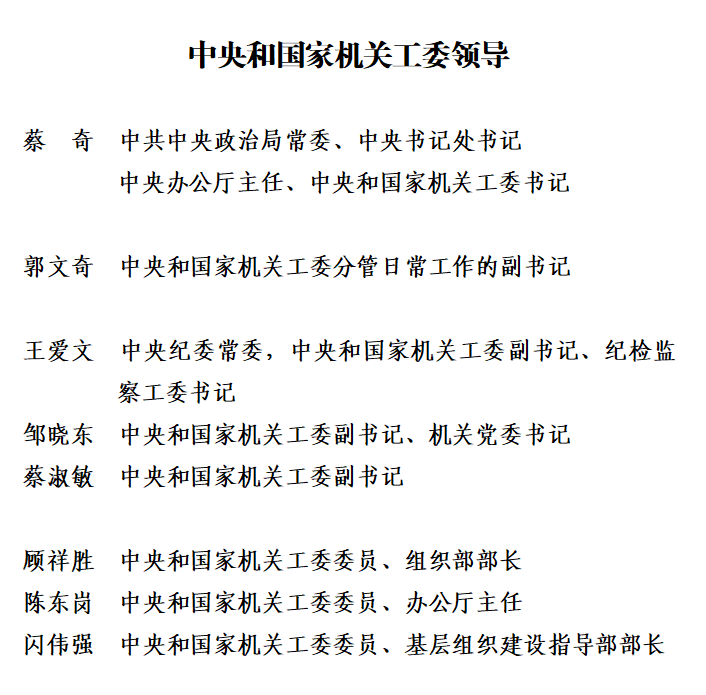 中央和国家机关工委领导
蔡　奇　中共中央政治局常委、中央书记处书记
中央办公厅主任、中央和国家机关工委书记
郭文奇　中央和国家机关工委分管日常工作的副书记
王爱文　中央纪委常委，中央和国家机关工委副书记、纪检监
察工委书记
邹晓东　中央和国家机关工委副书记、机关党委书记
蔡淑敏　中央和国家机关工委副书记
顾祥胜　中央和国家机关工委委员、组织部部长
陈东岗　中央和国家机关工委委员、办公厅主任
闪伟强　中央和国家机关工委委员、基层组织建设指导部部长